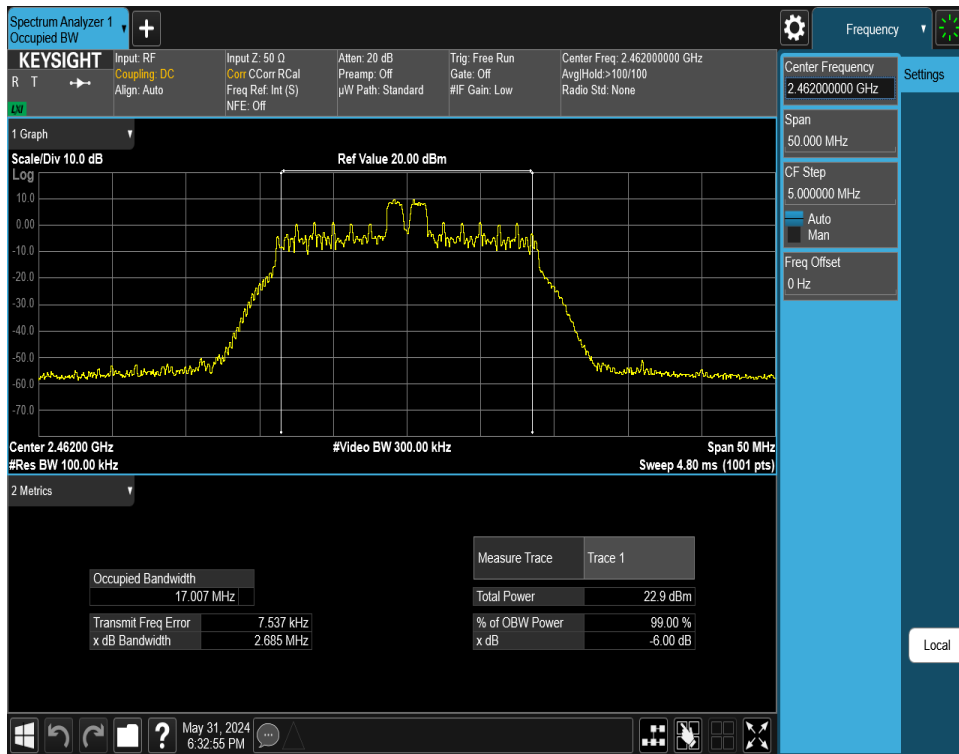 Spectrum Analyzer 1
Occupied BW
Frequency
KEYSIGHT
R T
LXI
Input: RF
Coupling: DC
Align: Auto
Input Z: 50 Ω
Corr CCorr RCal
Freq Ref: Int (S)
NFE: Off
Atten: 20 dB
Preamp: Off
µW Path: Standard
Trig: Free Run
Gate: Off
#IF Gain: Low
Center Freq: 2.462000000 GHz
Avg|Hold:>100/100
Radio Std: None
Center Frequency
2.462000000 GHz
Settings
Span
50.000 MHz
CF Step
5.000000 MHz
Auto
Man
Freq Offset
0 Hz
Local
1 Graph
Scale/Div 10.0 dB
Ref Value 20.00 dBm
Log
10.0
0.00
-10.0
-20.0
-30.0
-40.0
-50.0
-60.0
-70.0
Center 2.46200 GHz
#Video BW 300.00 kHz
Span 50 MHz
#Res BW 100.00 kHz
Sweep 4.80 ms (1001 pts)
2 Metrics
Measure Trace Trace 1
Occupied Bandwidth
17.007 MHz
Total Power 22.9 dBm
Transmit Freq Error 7.537 kHz
% of OBW Power 99.00 %
x dB Bandwidth 2.685 MHz
x dB -6.00 dB
?
May 31, 2024
6:32:55 PM